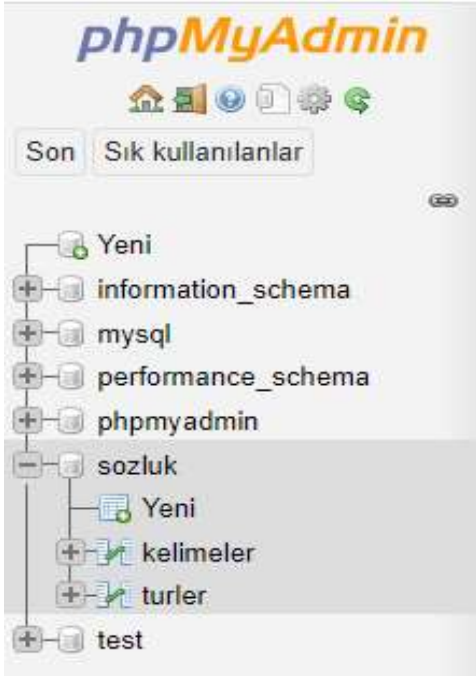 phpMyAdmin
Son Sık kullanılanlar
Yeni
information_schema
mysql
performance_schema
phpmyadmin
sozluk
Yeni
kelimeler
turler
test